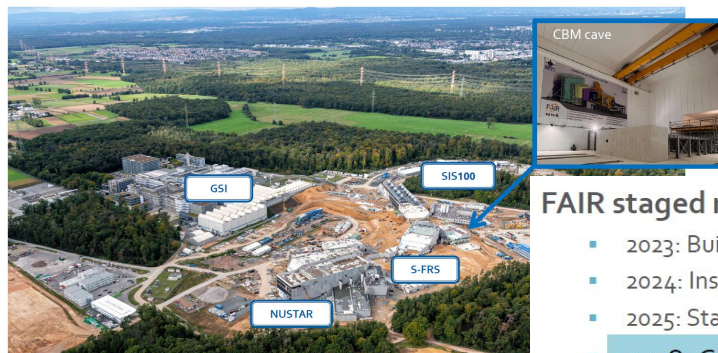 CBM cave
GSI
SIS100
S-FRS
NUSTAR
FAIR staged
2023: Bui
2024: Ins
2025: Sta